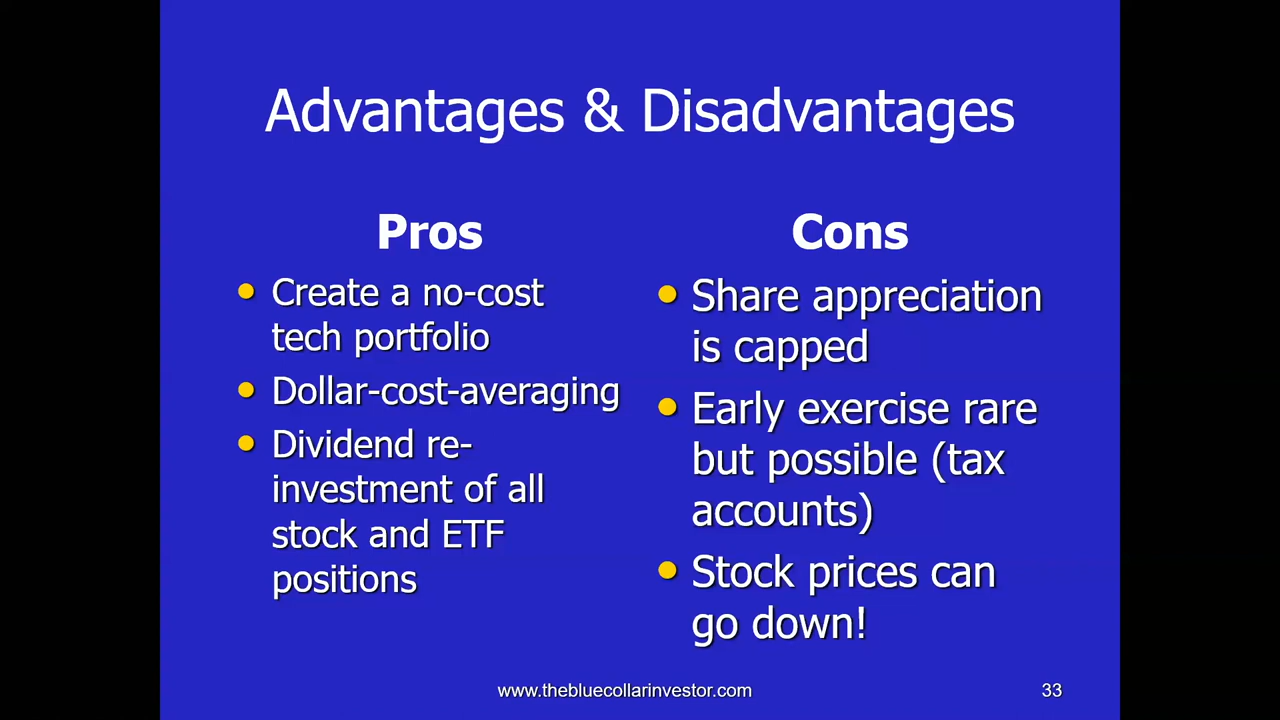 Advantages & Disadvantages
Pros
Create a no-cost
tech portfolio
Dollar-cost-averaging
Dividend re-
investment of all
stock and ETF
positions
Cons
Share appreciation
is capped
Early exercise rare
but possible (tax
accounts)
Stock prices can
go down!
www.thebluecollarinvestor.com
33